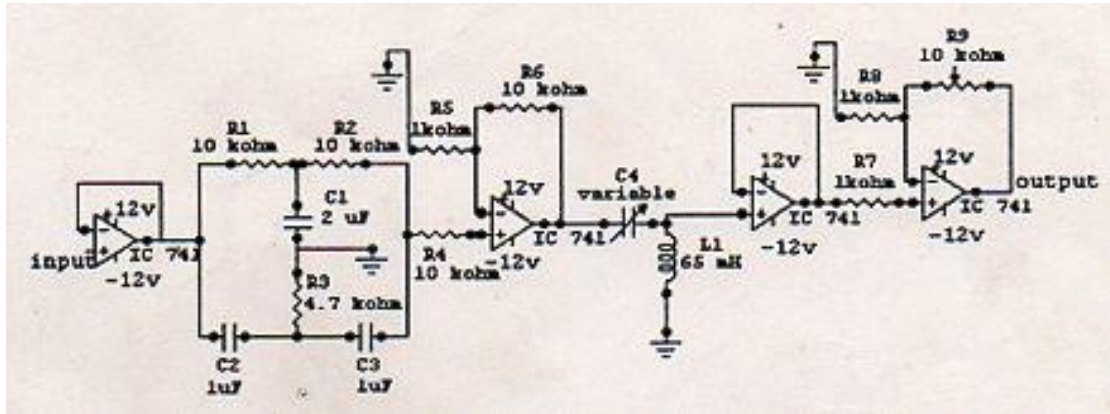 R1
10 kohm
R2
10 kohm
C1
2 uF
R3
4.7 kohm
C2
1uF
C3
1uF
input
12v
-12v
IC 741
R4
10 kohm
R5
1kohm
R6
10 kohm
12v
-12v
IC 741
C4
variable
L1
65 mH
12v
-12v
IC 741
R7
1kohm
R8
1kohm
R9
10 kohm
12v
-12v
IC 741
output